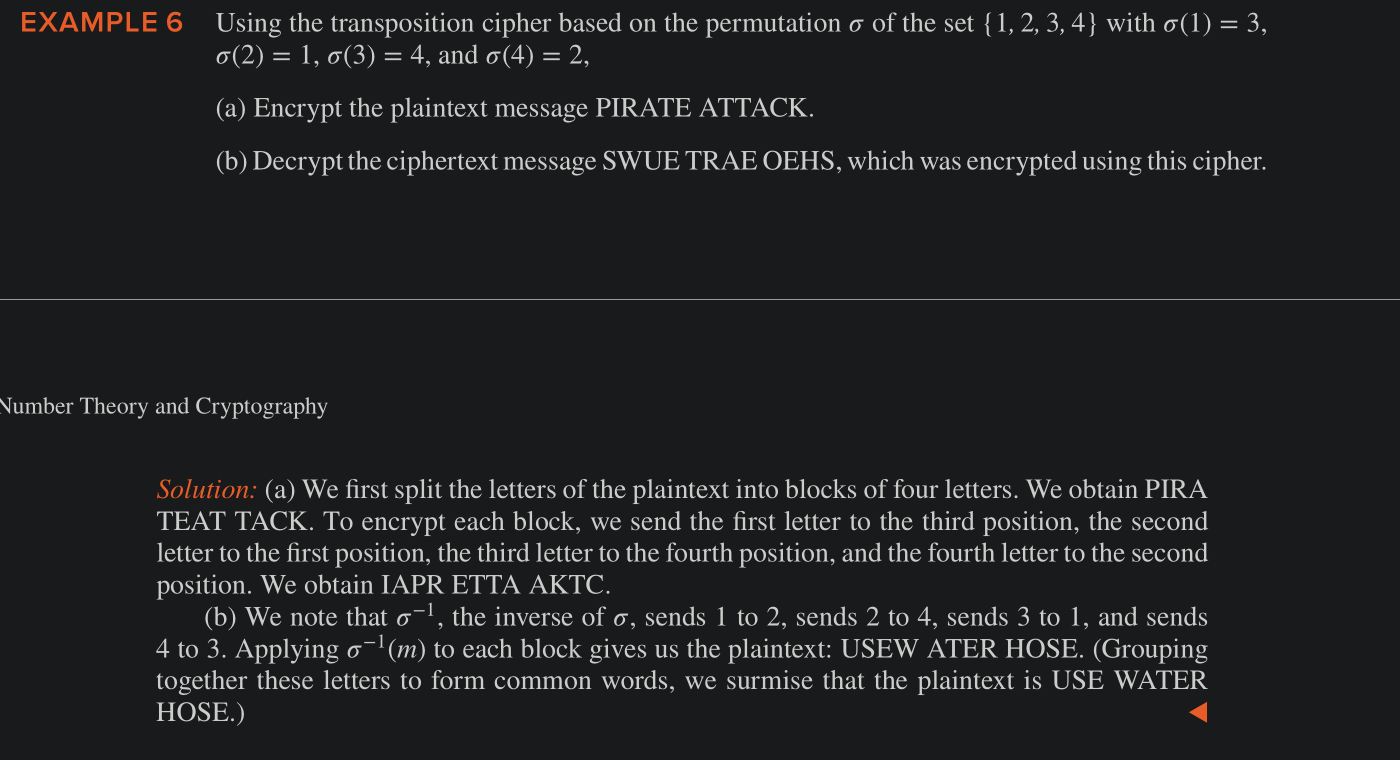 EXAMPLE 6 Using the transposition cipher based on the permutation σ of the set {1, 2, 3, 4} with σ(1) = 3,
σ(2) = 1, σ(3) = 4, and σ(4) = 2,
(a) Encrypt the plaintext message PIRATE ATTACK.
(b) Decrypt the ciphertext message SWUE TRAE OEHS, which was encrypted using this cipher.
Number Theory and Cryptography
Solution: (a) We first split the letters of the plaintext into blocks of four letters. We obtain PIRA
TEAT TACK. To encrypt each block, we send the first letter to the third position, the second
letter to the first position, the third letter to the fourth position, and the fourth letter to the second
position. We obtain IAPR ETTA AKTC.
(b) We note that σ⁻¹, the inverse of σ, sends 1 to 2, sends 2 to 4, sends 3 to 1, and sends
4 to 3. Applying σ⁻¹(m) to each block gives us the plaintext: USEW ATER HOSE. (Grouping
together these letters to form common words, we surmise that the plaintext is USE WATER
HOSE.)